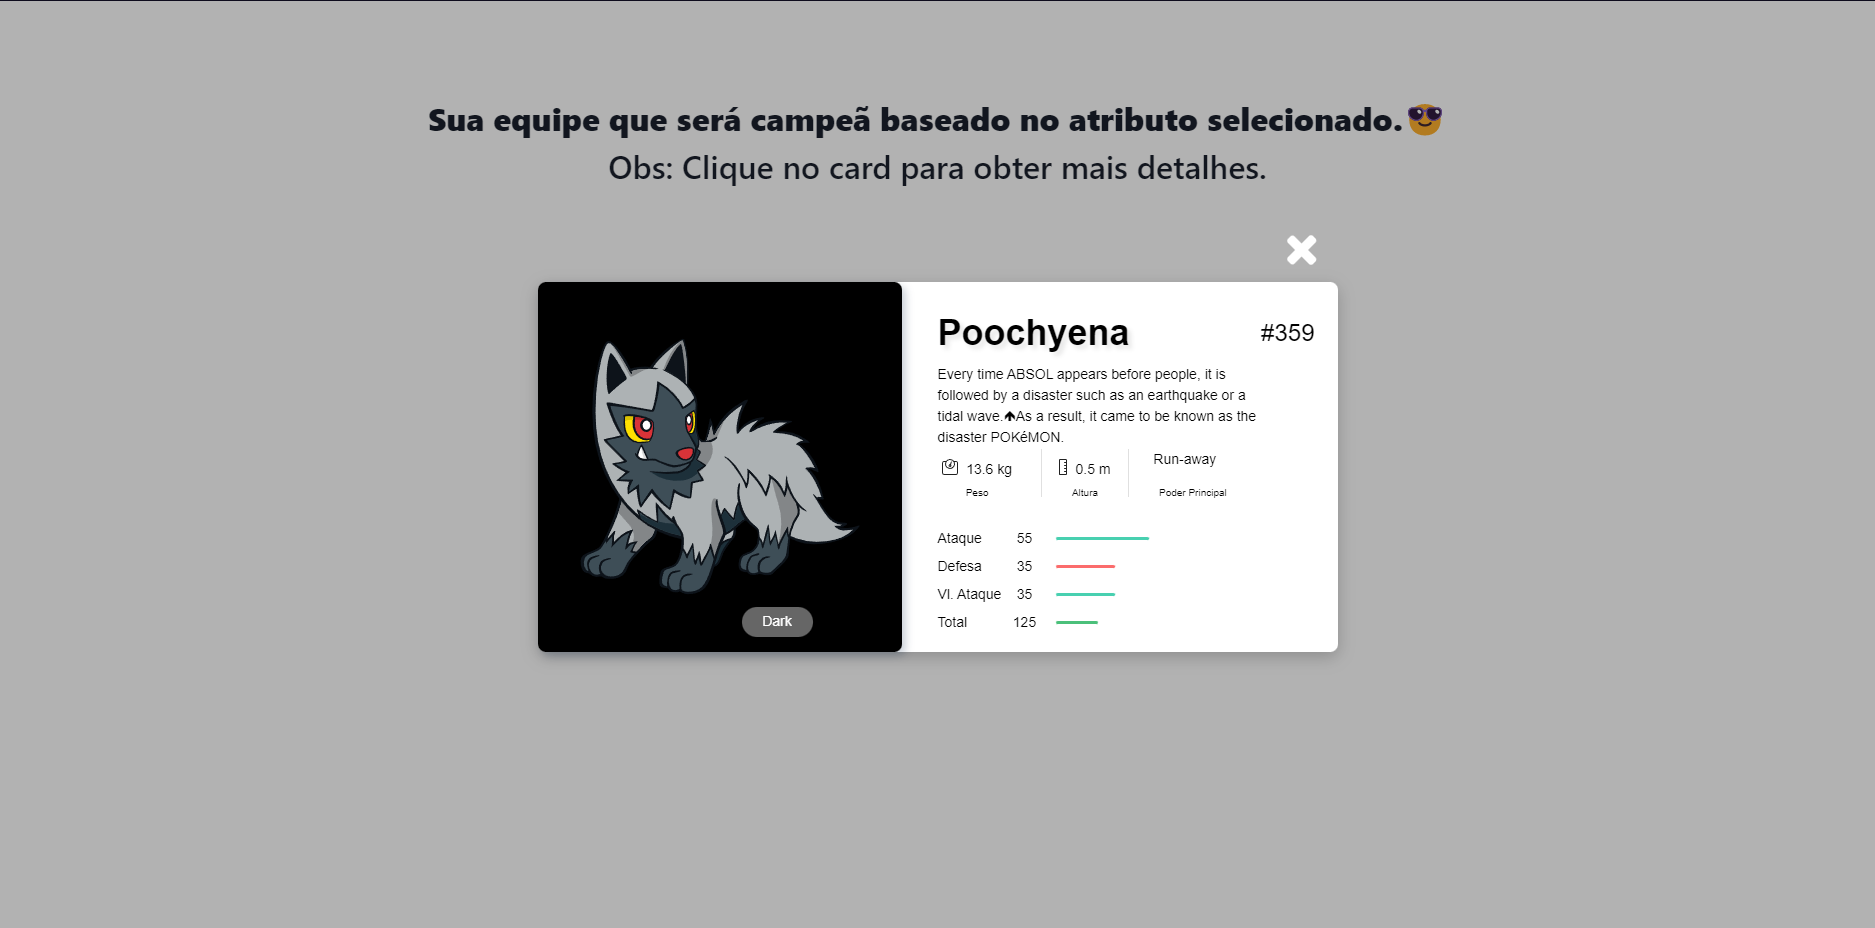 Sua equipe que será campeã baseado no atributo selecionado.😎
Obs: Clique no card para obter mais detalhes.
Poochyena
#359
Every time ABSOL appears before people, it is
followed by a disaster such as an earthquake or a
tidal wave.🡹As a result, it came to be known as the
disaster POKéMON.
13.6 kg
Peso
0.5 m
Altura
Run-away
Poder Principal
Ataque 55
Defesa 35
Vl. Ataque 35
Total 125
Dark